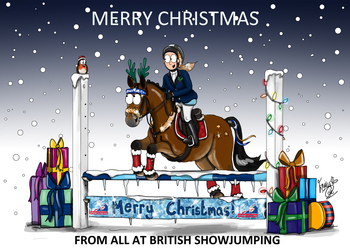 MERRY CHRISTMAS
Merry Christmas!
FROM ALL AT BRITISH SHOWJUMPING